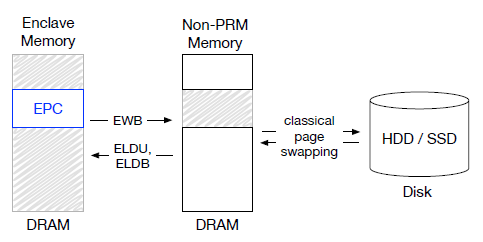 Enclave
Memory
Non-PRM
Memory
EPC
EWB
ELDU,
ELDB
classical
page
swapping
HDD / SSD
Disk
DRAM
DRAM